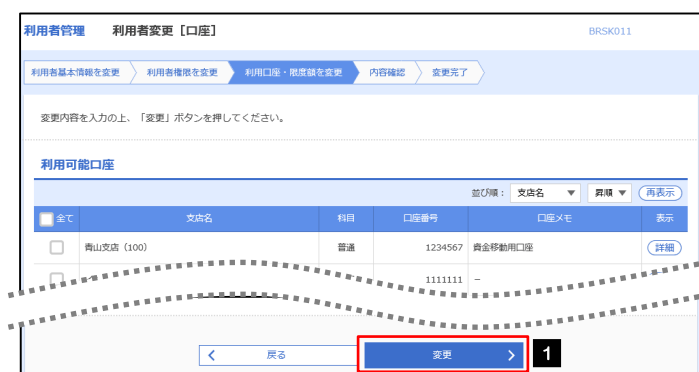 利用者管理 利用者変更［口座］ BRSK011
利用者基本情報を変更 利用者権限を変更 利用口座・限度額を変更 内容確認 変更完了
変更内容を入力の上、「変更」ボタンを押してください。
利用可能口座
並び順： 支店名 ▼ 昇順 ▼ 再表示
全て 支店名 科目 口座番号 口座メモ 表示
青山支店（100） 普通 1234567 資金移動用口座 詳細
1111111 －
戻る 変更 1